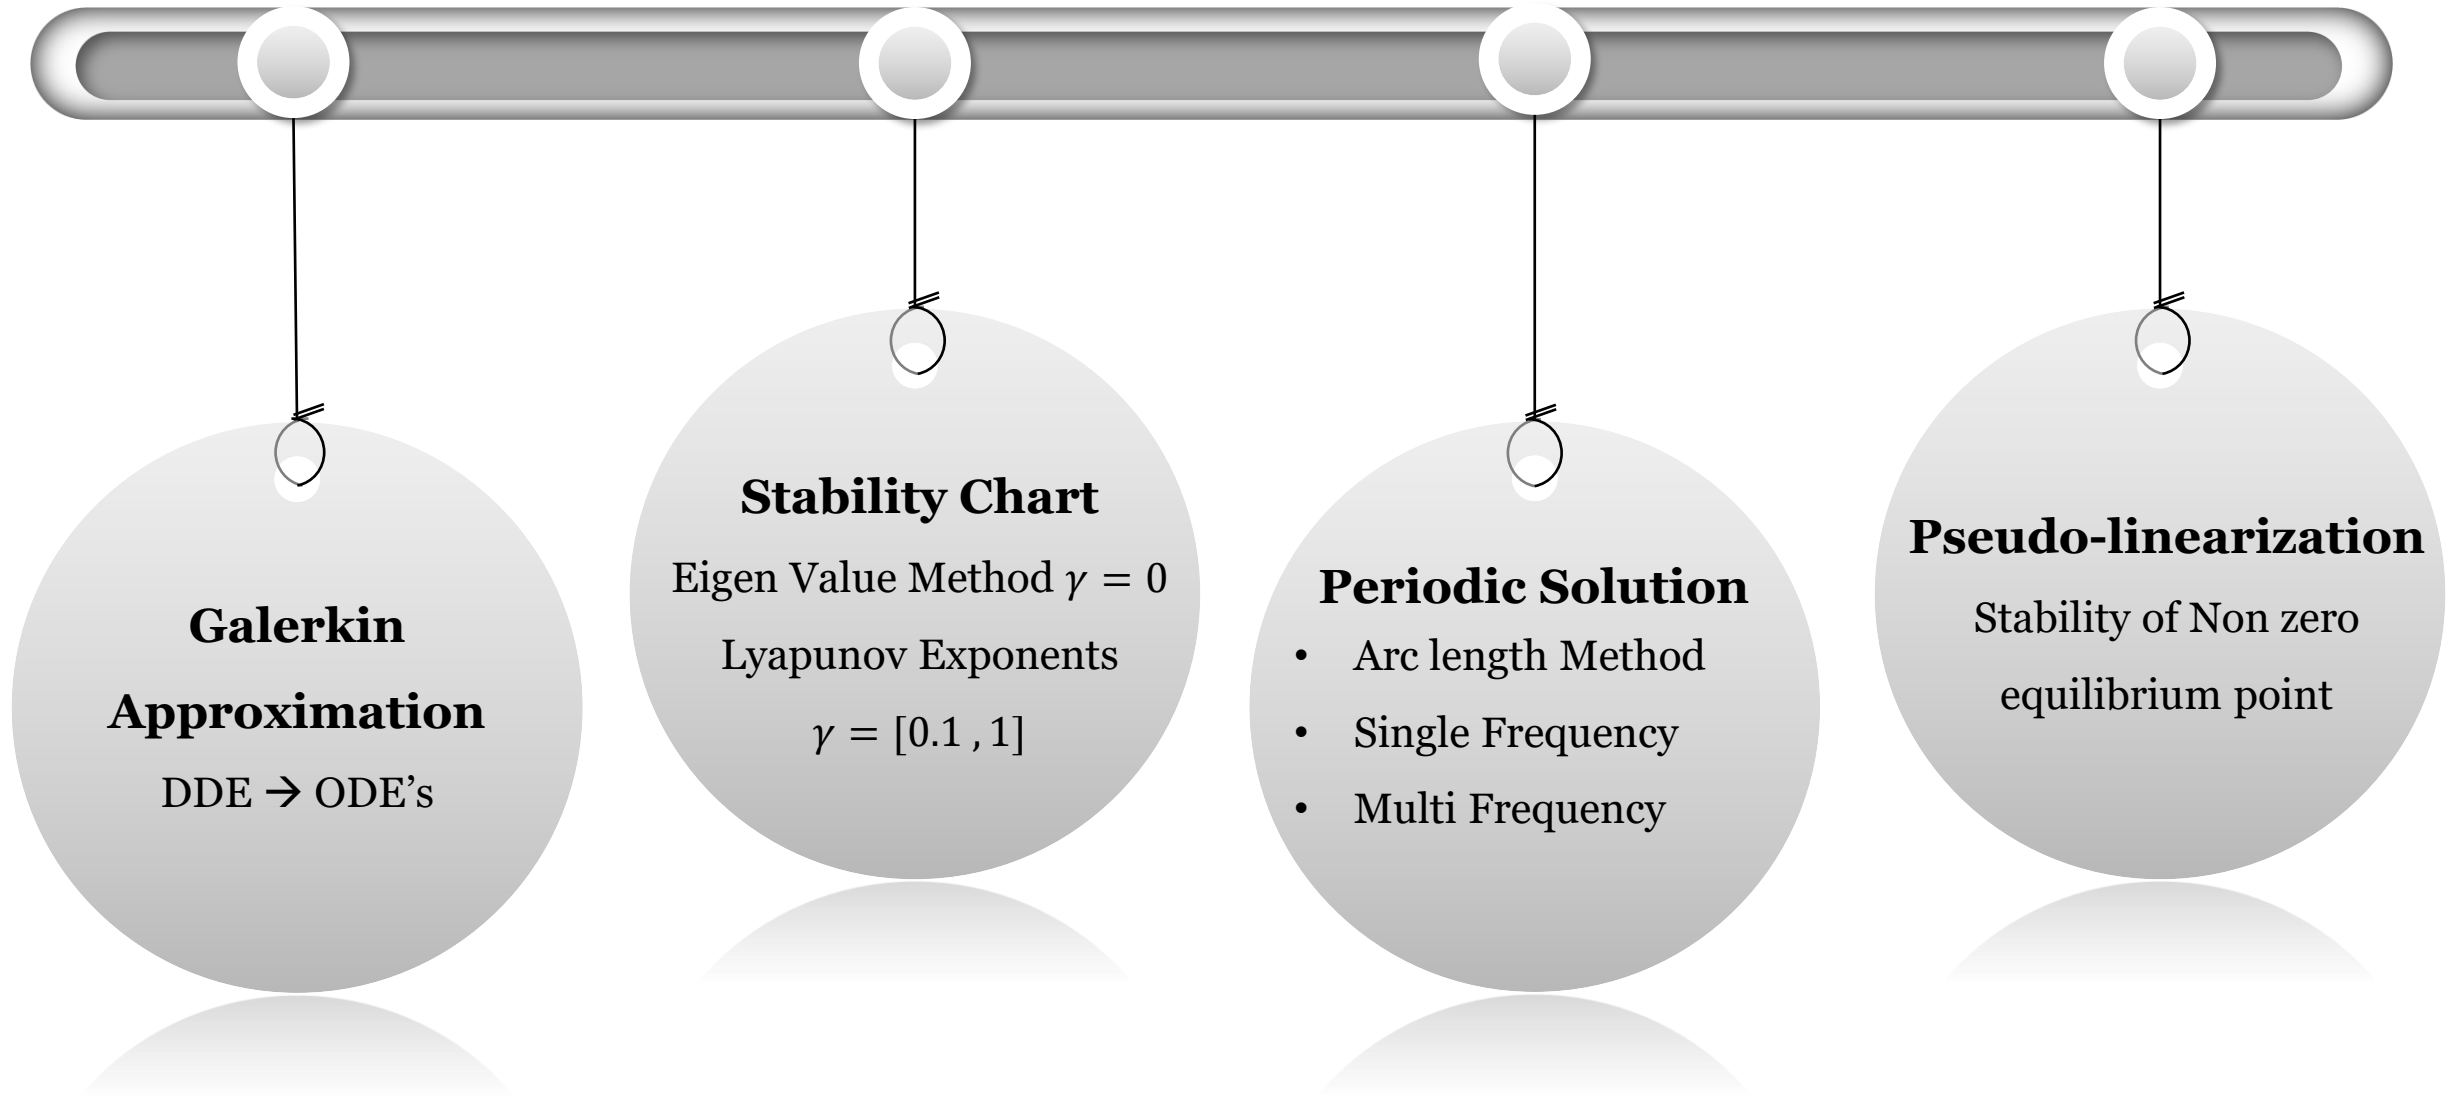 Galerkin
Approximation
DDE → ODE’s
Stability Chart
Eigen Value Method γ = 0
Lyapunov Exponents
γ = [0.1 , 1]
Periodic Solution
• Arc length Method
• Single Frequency
• Multi Frequency
Pseudo-linearization
Stability of Non zero
equilibrium point